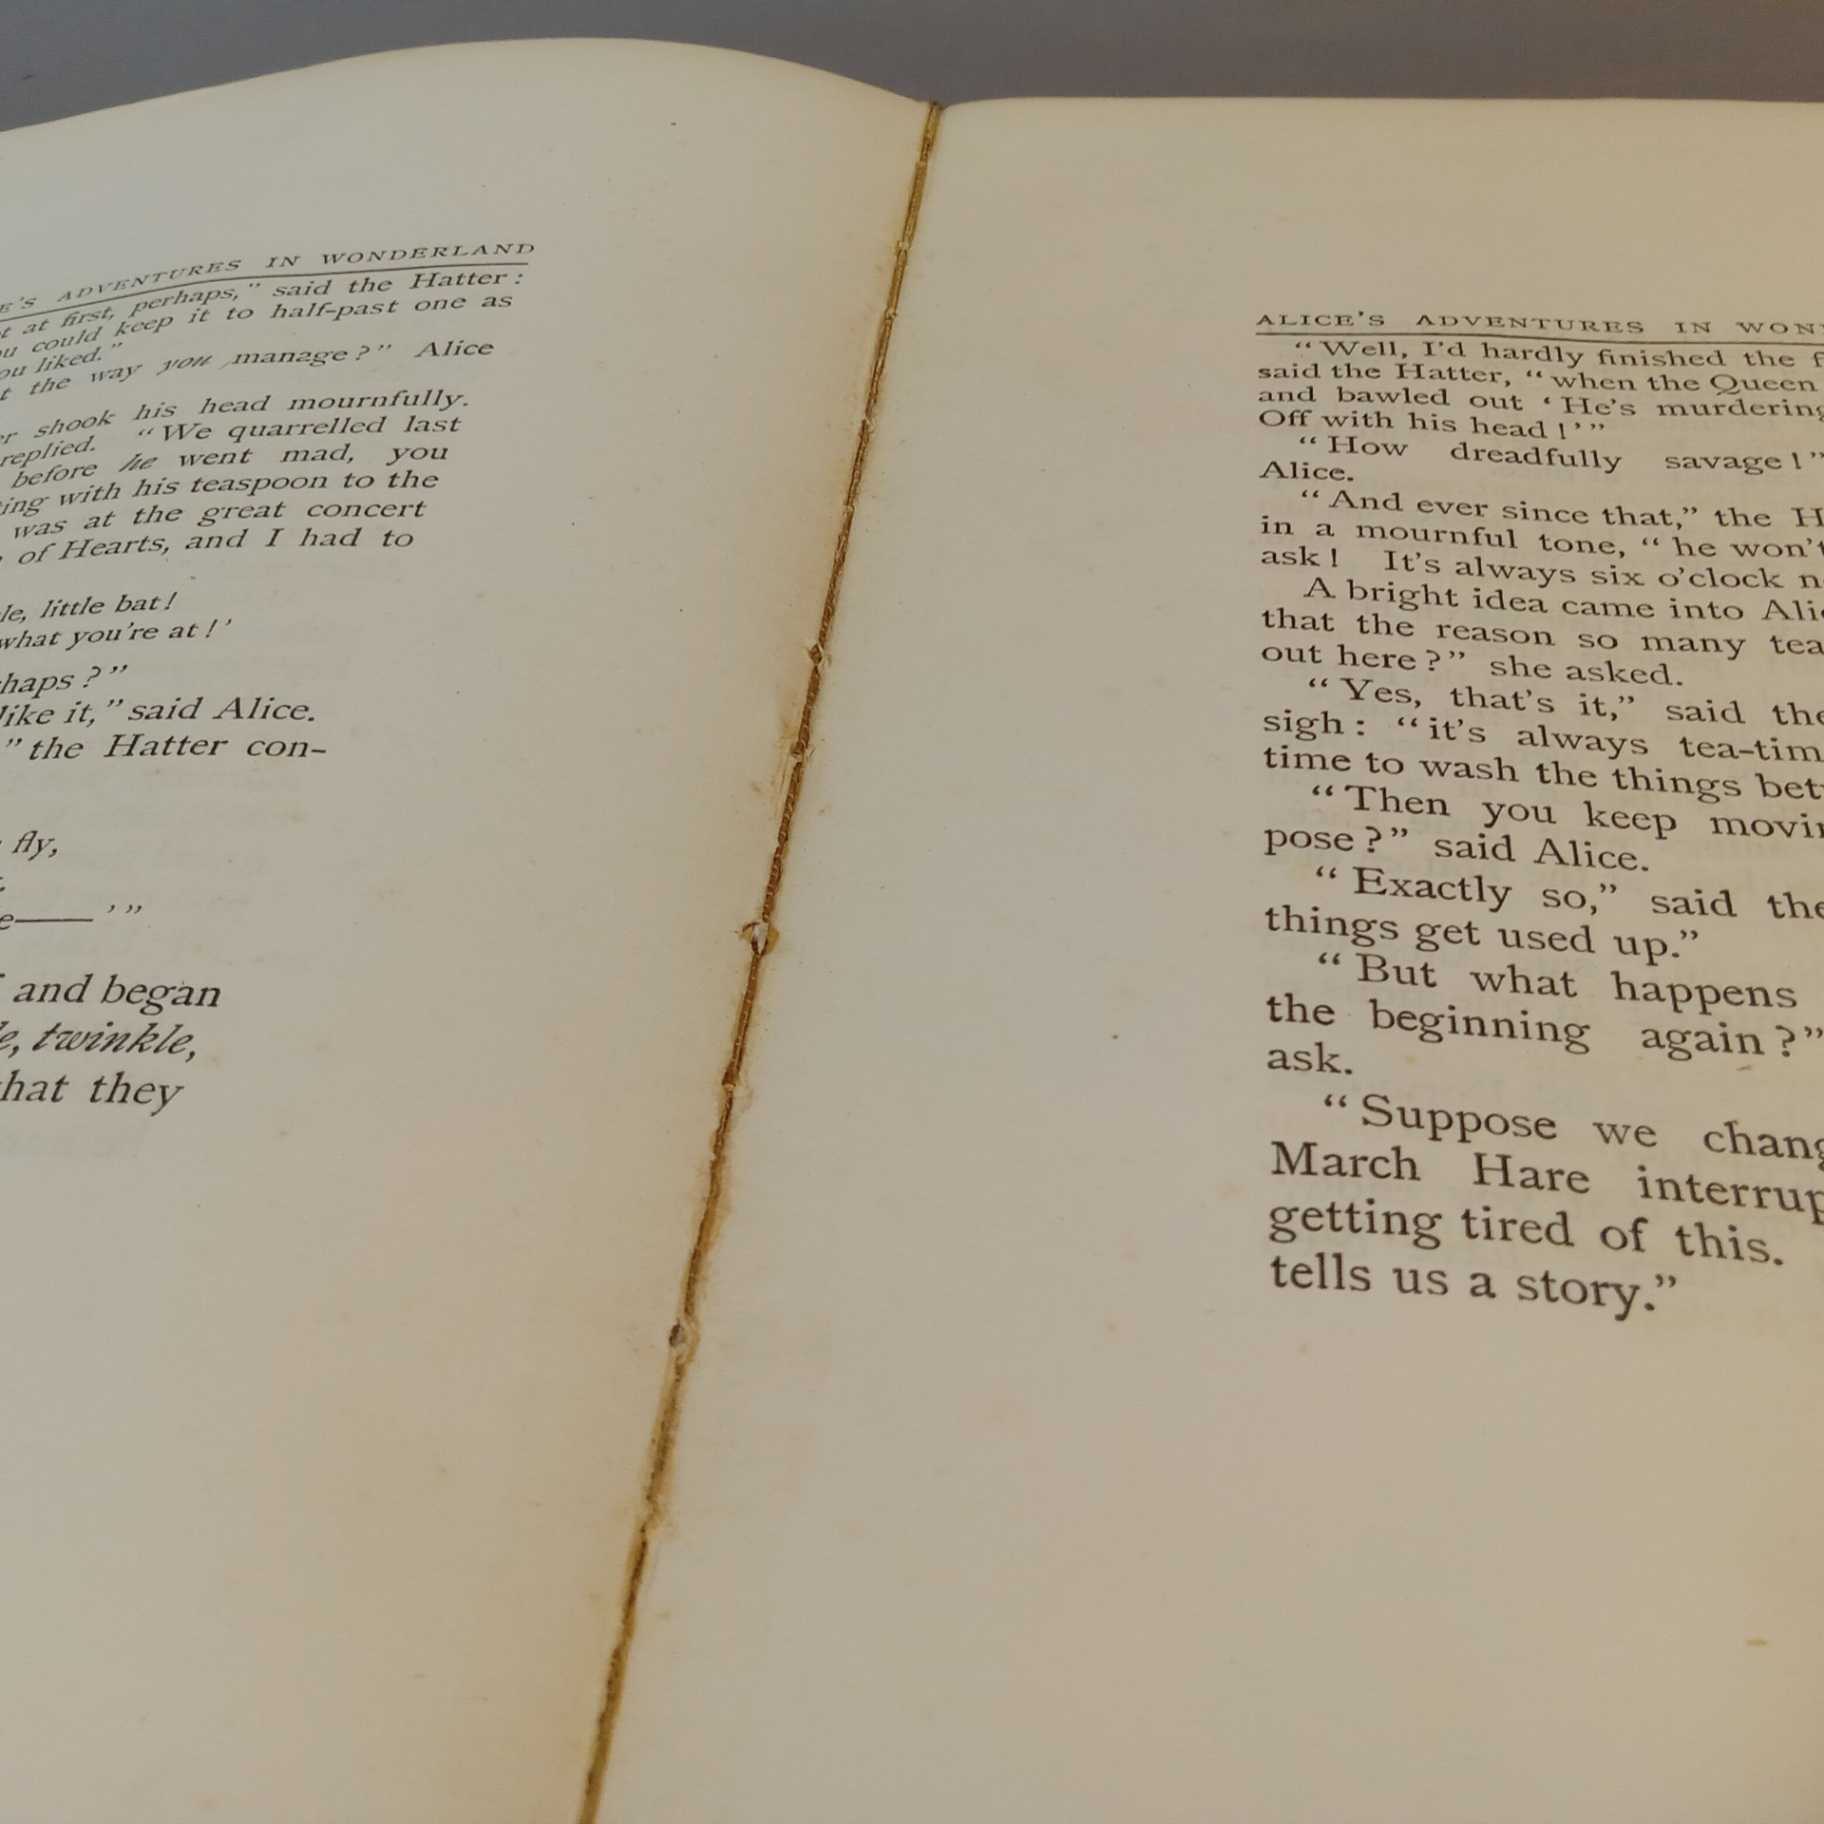 ADVENTURES IN WONDERLAND
at first, perhaps," said the Hatter:
could keep it to half-past one as
liked."
the way you manage?" Alice
shook his head mournfully.
replied. "We quarrelled last
before he went mad, you
with his teaspoon to the
was at the great concert
of Hearts, and I had to
little bat!
what you're at!'
like it," said Alice.
" the Hatter con-
fly,
—— '"
and began
twinkle,
they
ALICE'S ADVENTURES IN
"Well, I'd hardly finished the
said the Hatter, "when the Queen
and bawled out 'He's murdering
Off with his head!'"
"How dreadfully savage!"
Alice.
"And ever since that," the
in a mournful tone, "he won't
ask! It's always six o'clock
A bright idea came into
that the reason so many
out here?" she asked.
"Yes, that's it," said
sigh: "it's always
time to wash the things
"Then you keep
pose?" said Alice.
"Exactly so," said
things get used up."
"But what happens
the beginning again?"
ask.
"Suppose we
March Hare
getting tired of this.
tells us a story."